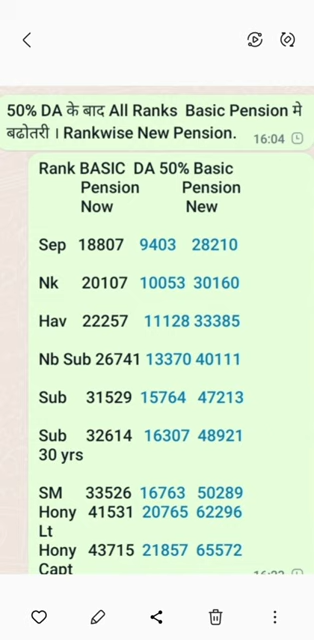 50% DA के बाद All Ranks Basic Pension मे
बढोतरी । Rankwise New Pension.
16:04
Rank BASIC DA 50% Basic
Pension Pension
Now New
Sep 18807 9403 28210
Nk 20107 10053 30160
Hav 22257 11128 33385
Nb Sub 26741 13370 40111
Sub 31529 15764 47213
Sub 32614 16307 48921
30 yrs
SM 33526 16763 50289
Hony 41531 20765 62296
Lt
Hony 43715 21857 65572
Capt